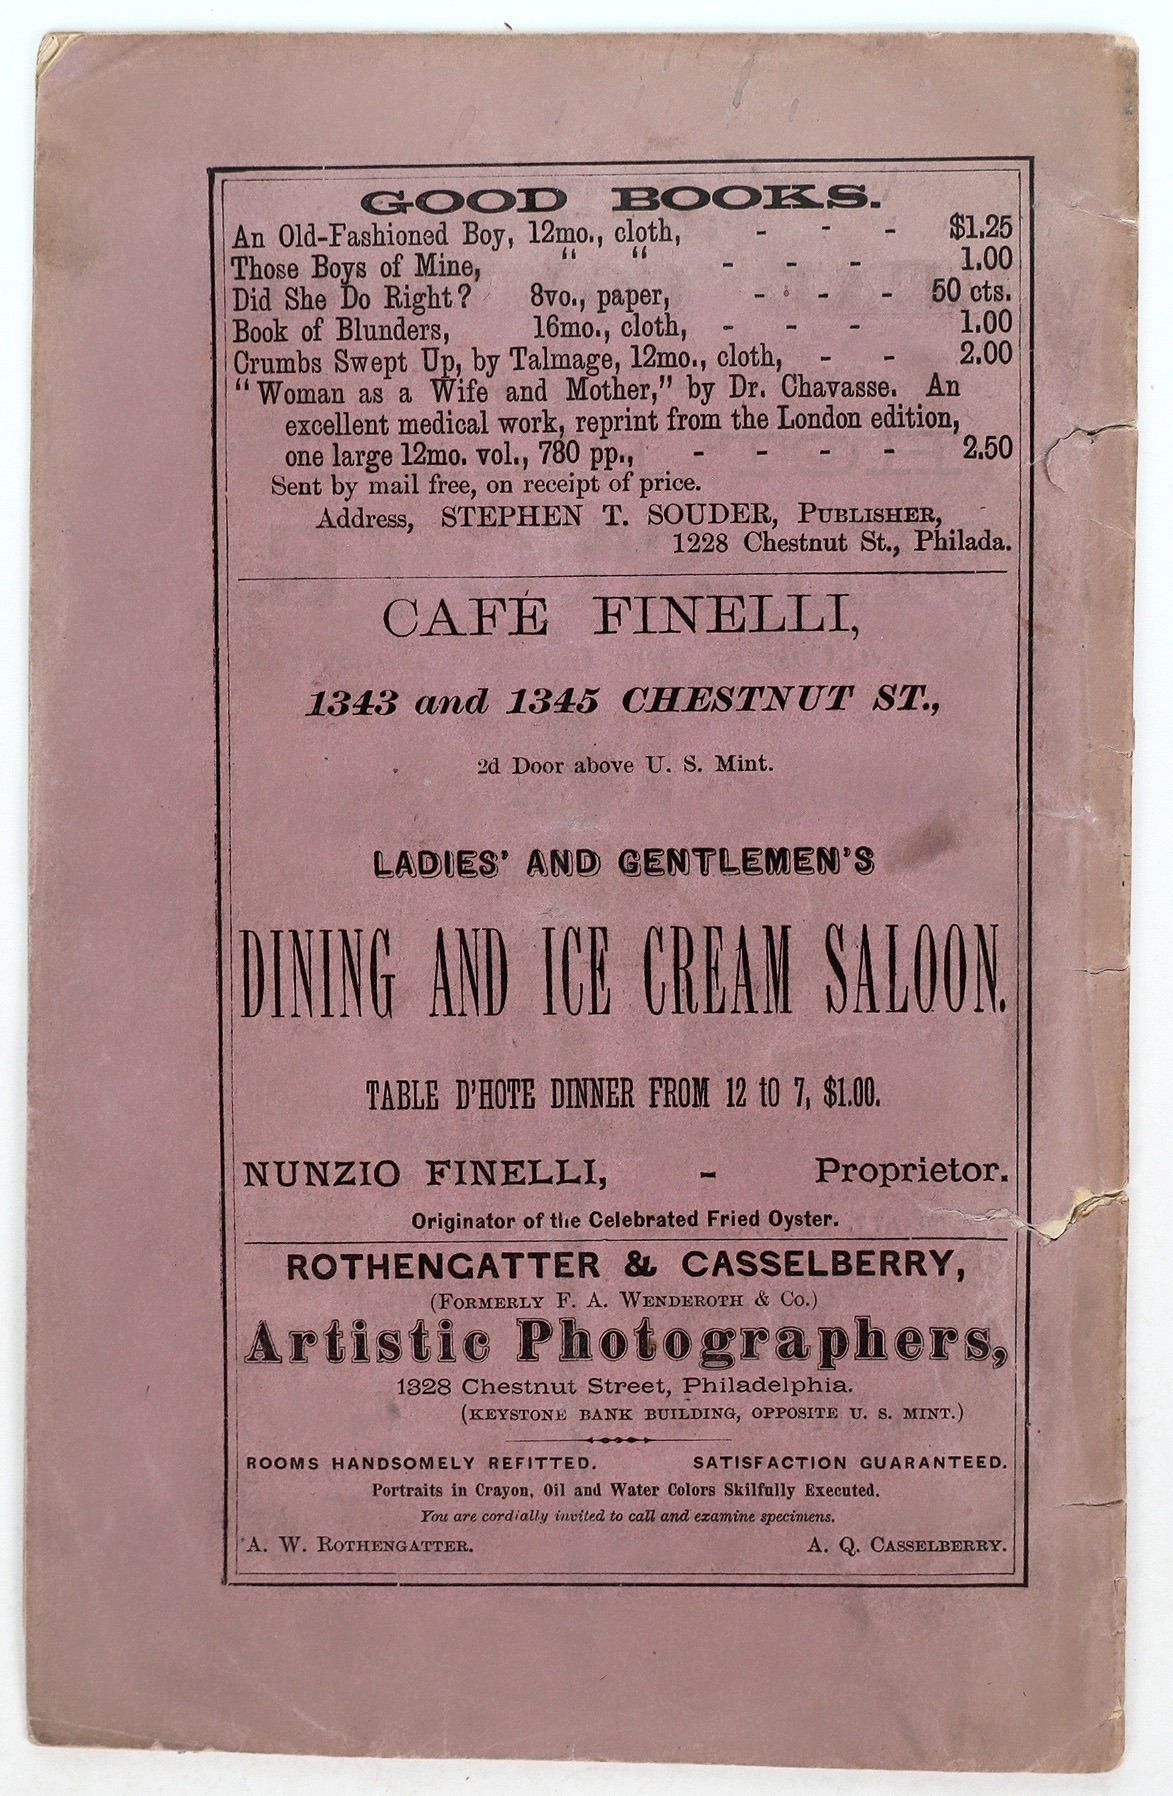 GOOD BOOKS.
An Old-Fashioned Boy, 12mo., cloth, - - - $1.25
Those Boys of Mine, " " - - - 1.00
Did She Do Right? 8vo., paper, - - - 50 cts.
Book of Blunders, 16mo., cloth, - - - 1.00
Crumbs Swept Up, by Talmage, 12mo., cloth, - - 2.00
"Woman as a Wife and Mother," by Dr. Chavasse. An
excellent medical work, reprint from the London edition,
one large 12mo. vol., 780 pp., - - - - 2.50
Sent by mail free, on receipt of price.
Address, STEPHEN T. SOUDER, PUBLISHER,
1228 Chestnut St., Philada.
CAFÉ FINELLI,
1343 and 1345 CHESTNUT ST.,
2d Door above U. S. Mint.
LADIES' AND GENTLEMEN'S
DINING AND ICE CREAM SALOON.
TABLE D'HOTE DINNER FROM 12 to 7, $1.00.
NUNZIO FINELLI, - Proprietor.
Originator of the Celebrated Fried Oyster.
ROTHENGATTER & CASSELBERRY,
(FORMERLY F. A. WENDEROTH & CO.)
Artistic Photographers,
1328 Chestnut Street, Philadelphia.
(KEYSTONE BANK BUILDING, OPPOSITE U. S. MINT.)
ROOMS HANDSOMELY REFITTED. SATISFACTION GUARANTEED.
Portraits in Crayon, Oil and Water Colors Skilfully Executed.
You are cordially invited to call and examine specimens.
A. W. ROTHENGATTER. A. Q. CASSELBERRY.